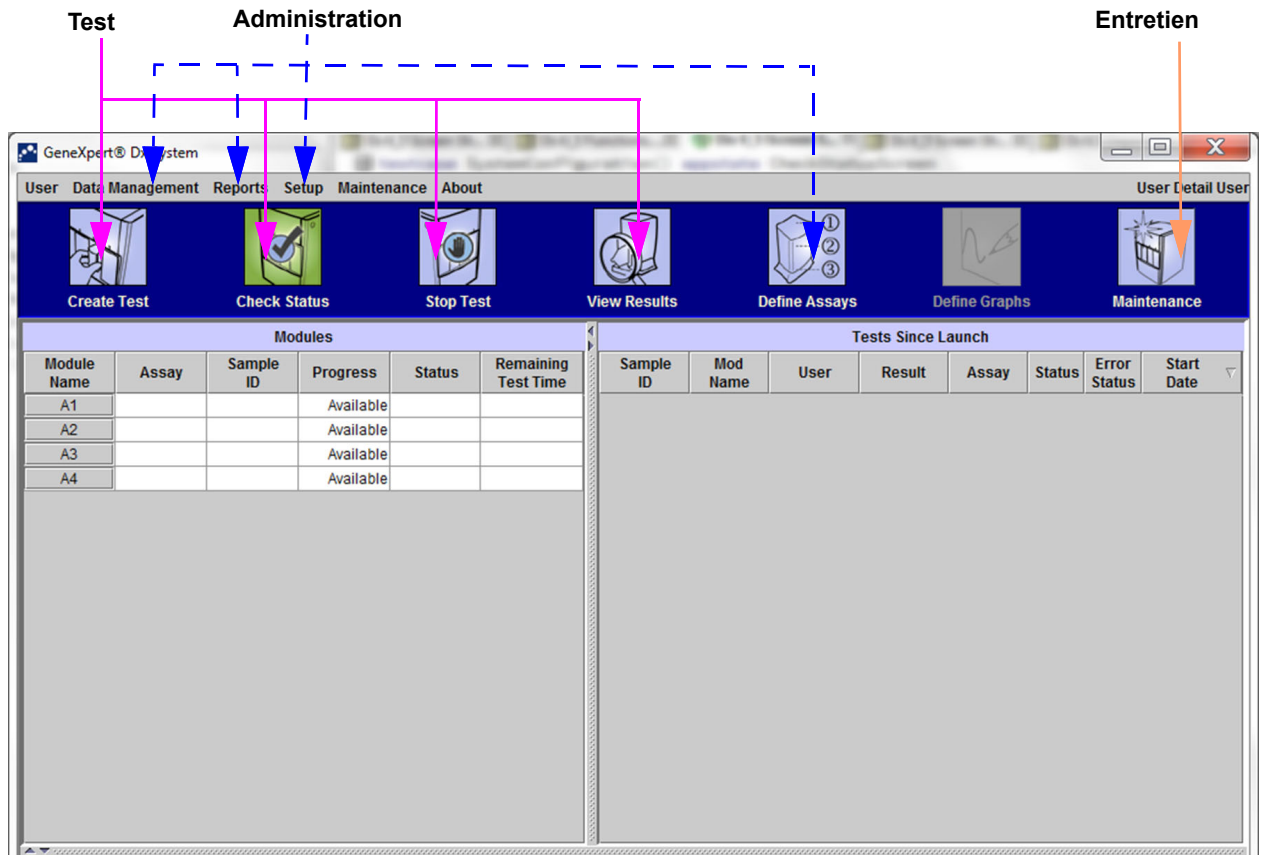 Test Administration Entretien
GeneXpert® Dx System
User Data Management Reports Setup Maintenance About User Detail User
Create Test Check Status Stop Test View Results Define Assays Define Graphs Maintenance
Modules
Module Name Assay Sample ID Progress Status Remaining Test Time
A1 Available
A2 Available
A3 Available
A4 Available
Tests Since Launch
Sample ID Mod Name User Result Assay Status Error Status Start Date